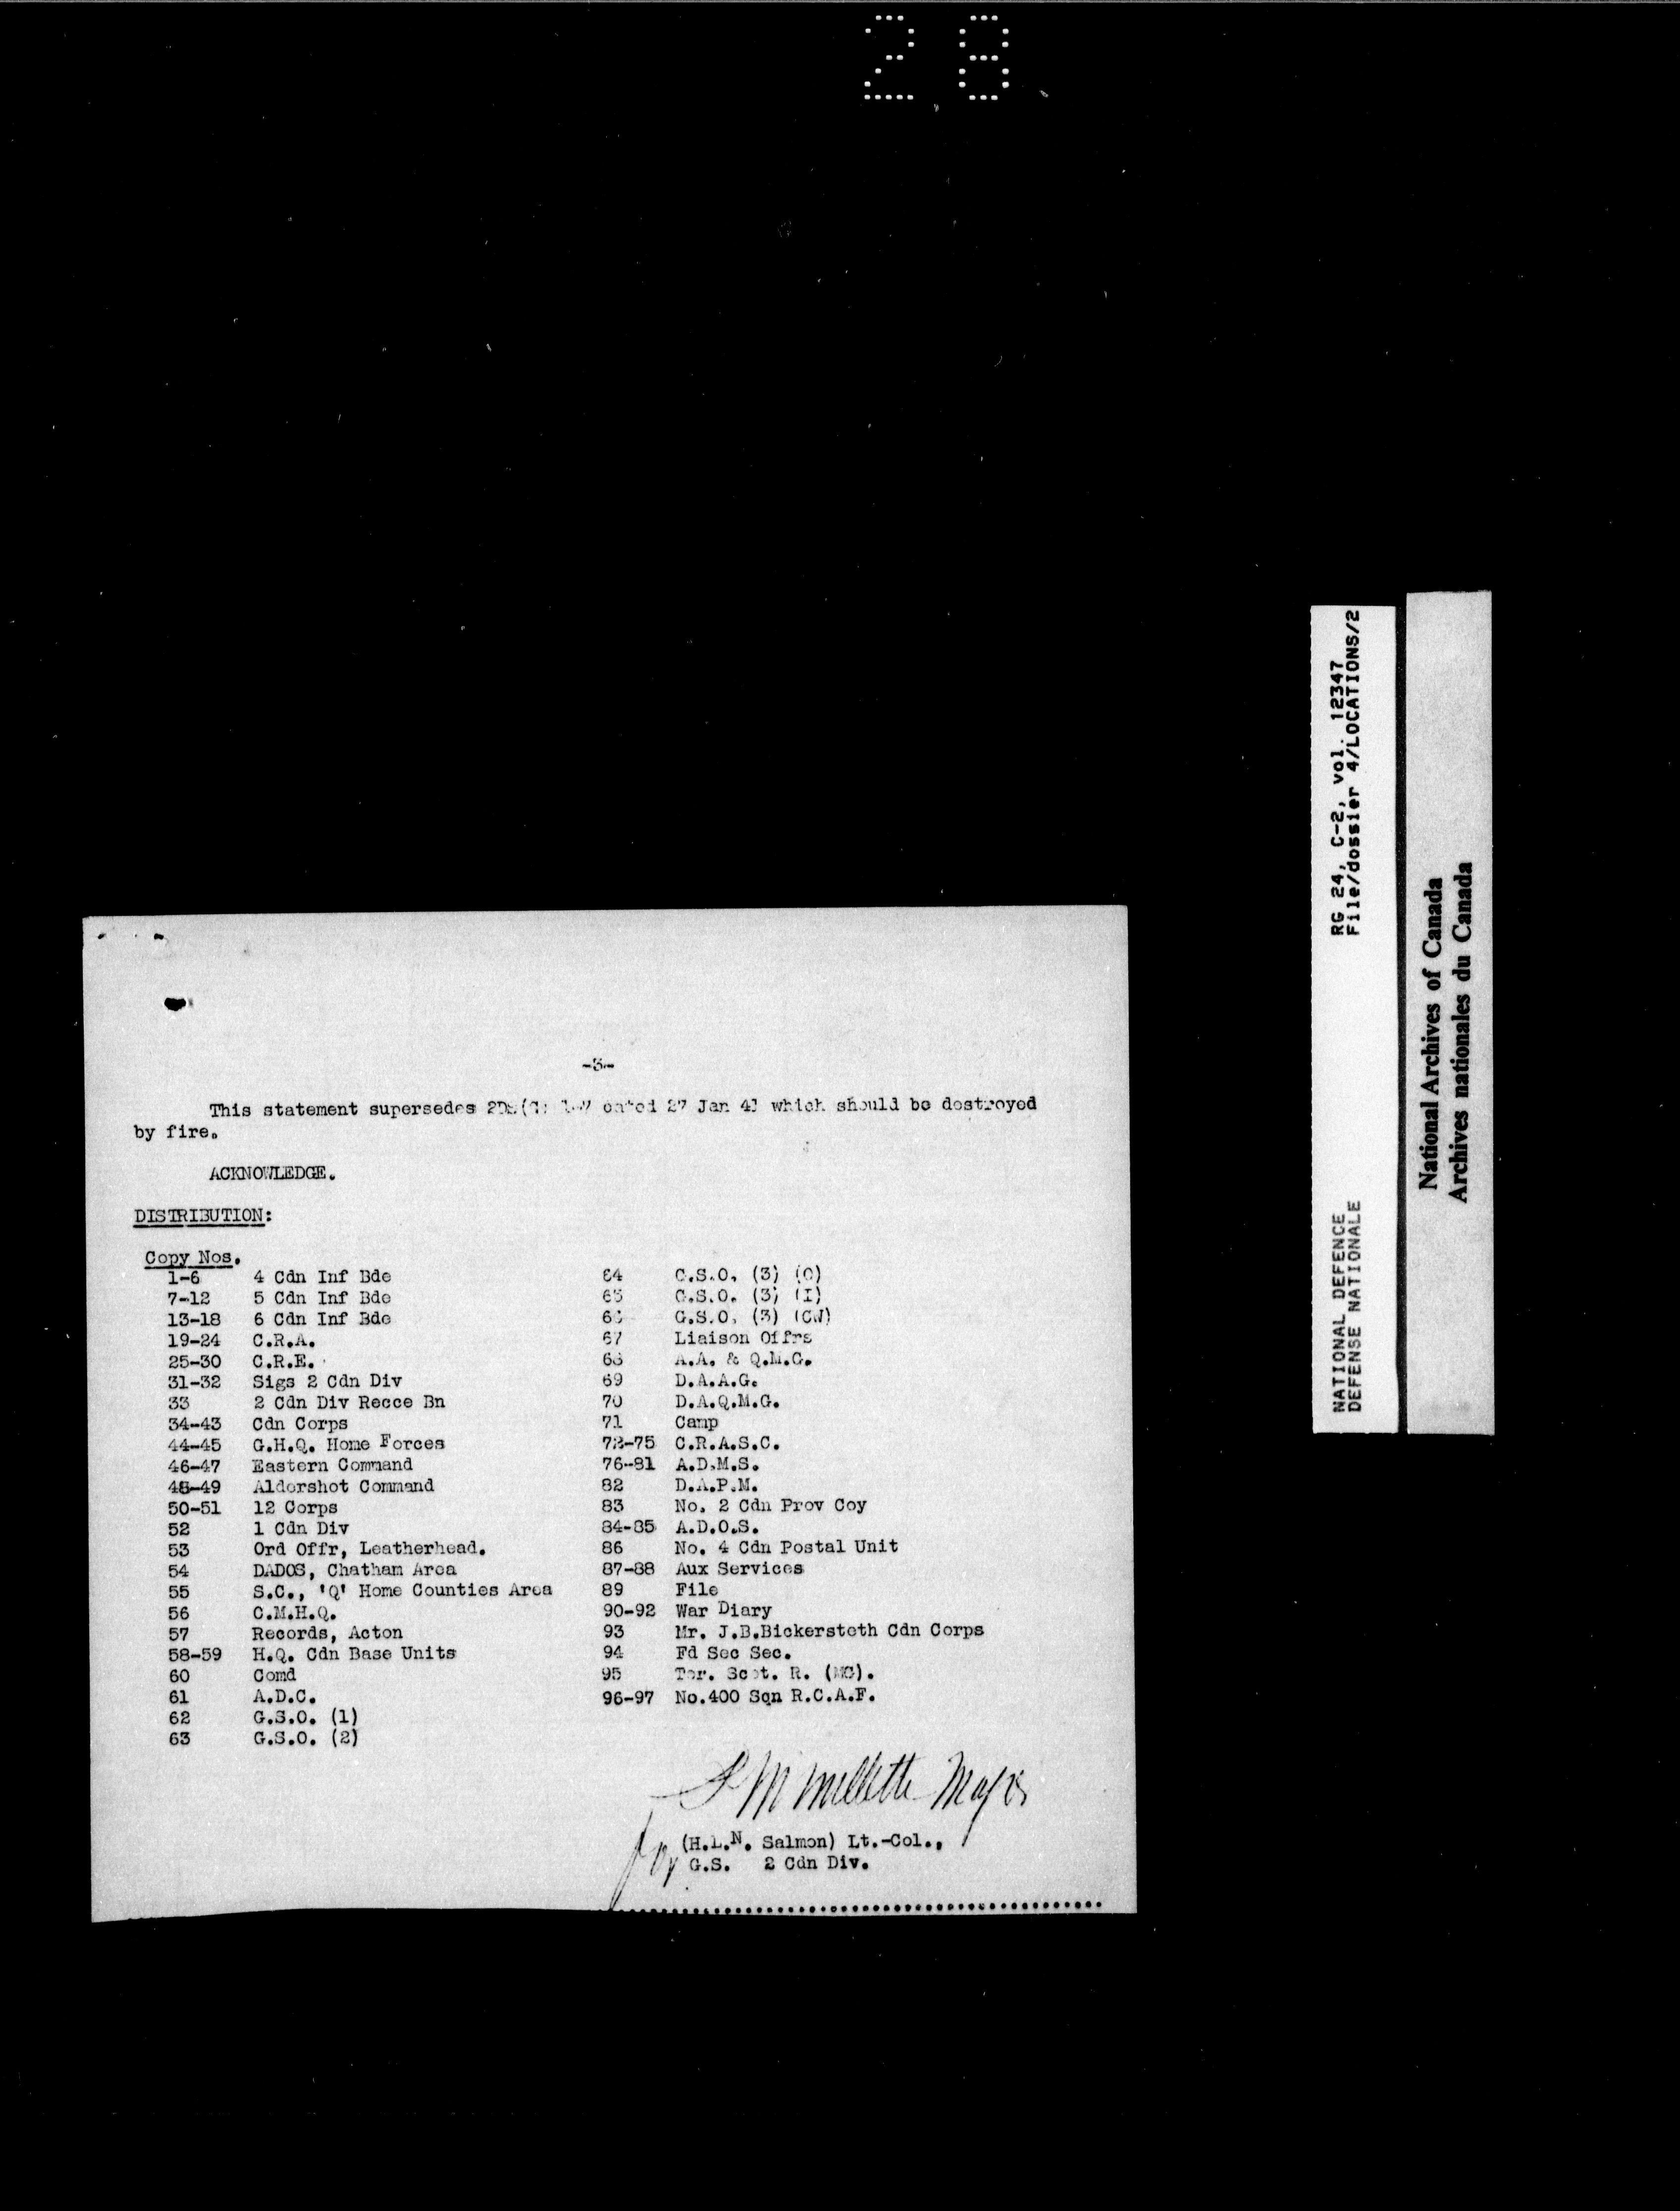 28
-3-
This statement supersedes dated 27 Jan 41 which should be destroyed
by fire.
ACKNOWLEDGE.
DISTRIBUTION:
Copy Nos.
1-6 4 Cdn Inf Bde
7-12 5 Cdn Inf Bde
13-18 6 Cdn Inf Bde
19-24 C.R.A.
25-30 C.R.E.
31-32 Sigs 2 Cdn Div
33 2 Cdn Div Recce Bn
34-43 Cdn Corps
44-45 G.H.Q. Home Forces
46-47 Eastern Command
48-49 Aldershot Command
50-51 12 Corps
52 1 Cdn Div
53 Ord Offr, Leatherhead.
54 DADOS, Chatham Area
55 S.C., 'Q' Home Counties Area
56 C.M.H.Q.
57 Records, Acton
58-59 H.Q. Cdn Base Units
60 Comd
61 A.D.C.
62 G.S.O. (1)
63 G.S.O. (2)
64 G.S.O. (3) (O)
65 G.S.O. (3) (I)
66 G.S.O. (3) (CW)
67 Liaison Offrs
68 A.A. & Q.M.G.
69 D.A.A.G.
70 D.A.Q.M.G.
71 Camp
72-75 C.R.A.S.C.
76-81 A.D.M.S.
82 D.A.P.M.
83 No. 2 Cdn Prov Coy
84-85 A.D.O.S.
86 No. 4 Cdn Postal Unit
87-88 Aux Services
89 File
90-92 War Diary
93 Mr. J.B.Bickersteth Cdn Corps
94 Fd Sec Sec.
95 Tor. Scot. R. (MG).
96-97 No.400 Sqn R.C.A.F.
Millette Major
for (H.L.N. Salmon) Lt.-Col.,
G.S. 2 Cdn Div.
NATIONAL DEFENCE RG 24, C-2, vol. 12347
DEFENSE NATIONALE File/dossier 4/LOCATIONS/2
National Archives of Canada
Archives nationales du Canada